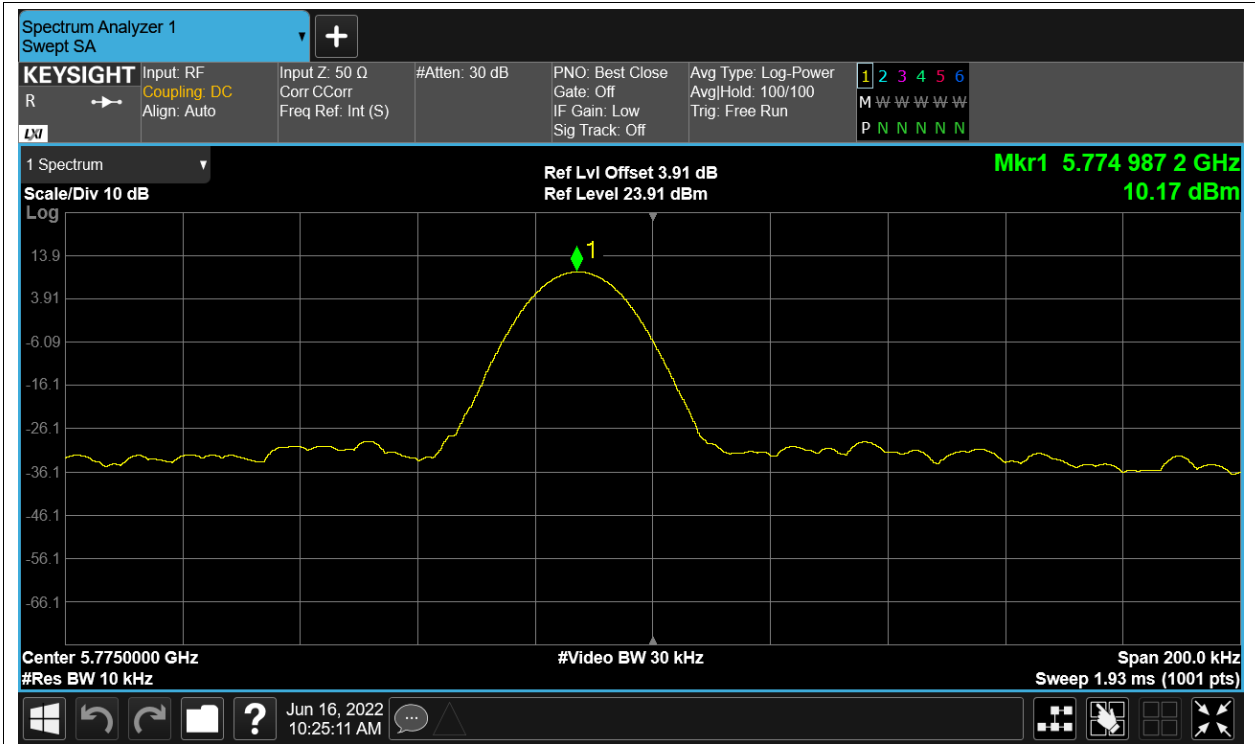 Spectrum Analyzer 1
Swept SA
KEYSIGHT
R
LXI
Input: RF
Coupling: DC
Align: Auto
Input Z: 50 Ω
Corr CCorr
Freq Ref: Int (S)
#Atten: 30 dB
PNO: Best Close
Gate: Off
IF Gain: Low
Sig Track: Off
Avg Type: Log-Power
Avg|Hold: 100/100
Trig: Free Run
1 2 3 4 5 6
M W W W W W
P N N N N N
1 Spectrum
Scale/Div 10 dB
Log
Ref Lvl Offset 3.91 dB
Ref Level 23.91 dBm
Mkr1 5.774 987 2 GHz
10.17 dBm
1
13.9
3.91
-6.09
-16.1
-26.1
-36.1
-46.1
-56.1
-66.1
Center 5.7750000 GHz
#Res BW 10 kHz
#Video BW 30 kHz
Span 200.0 kHz
Sweep 1.93 ms (1001 pts)
?
Jun 16, 2022
10:25:11 AM